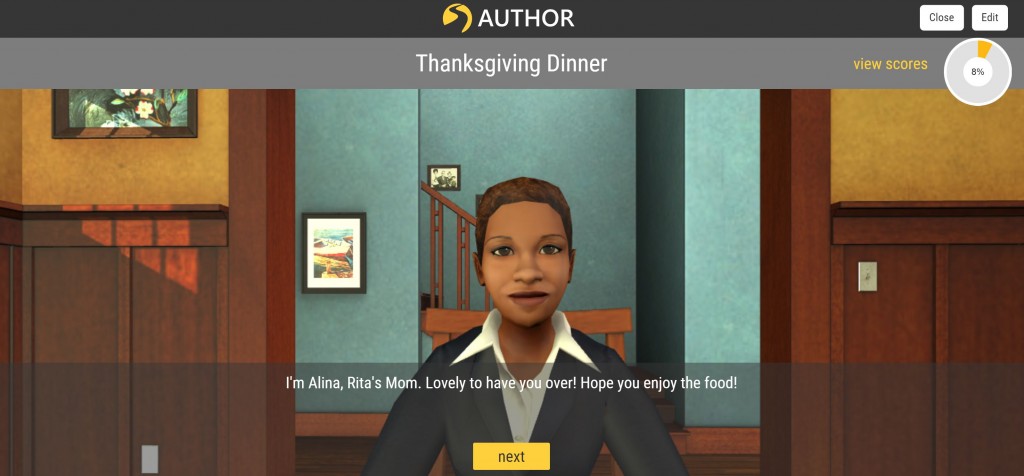 AUTHOR
Close
Edit
Thanksgiving Dinner
view scores
8%
I'm Alina, Rita's Mom. Lovely to have you over! Hope you enjoy the food!
next